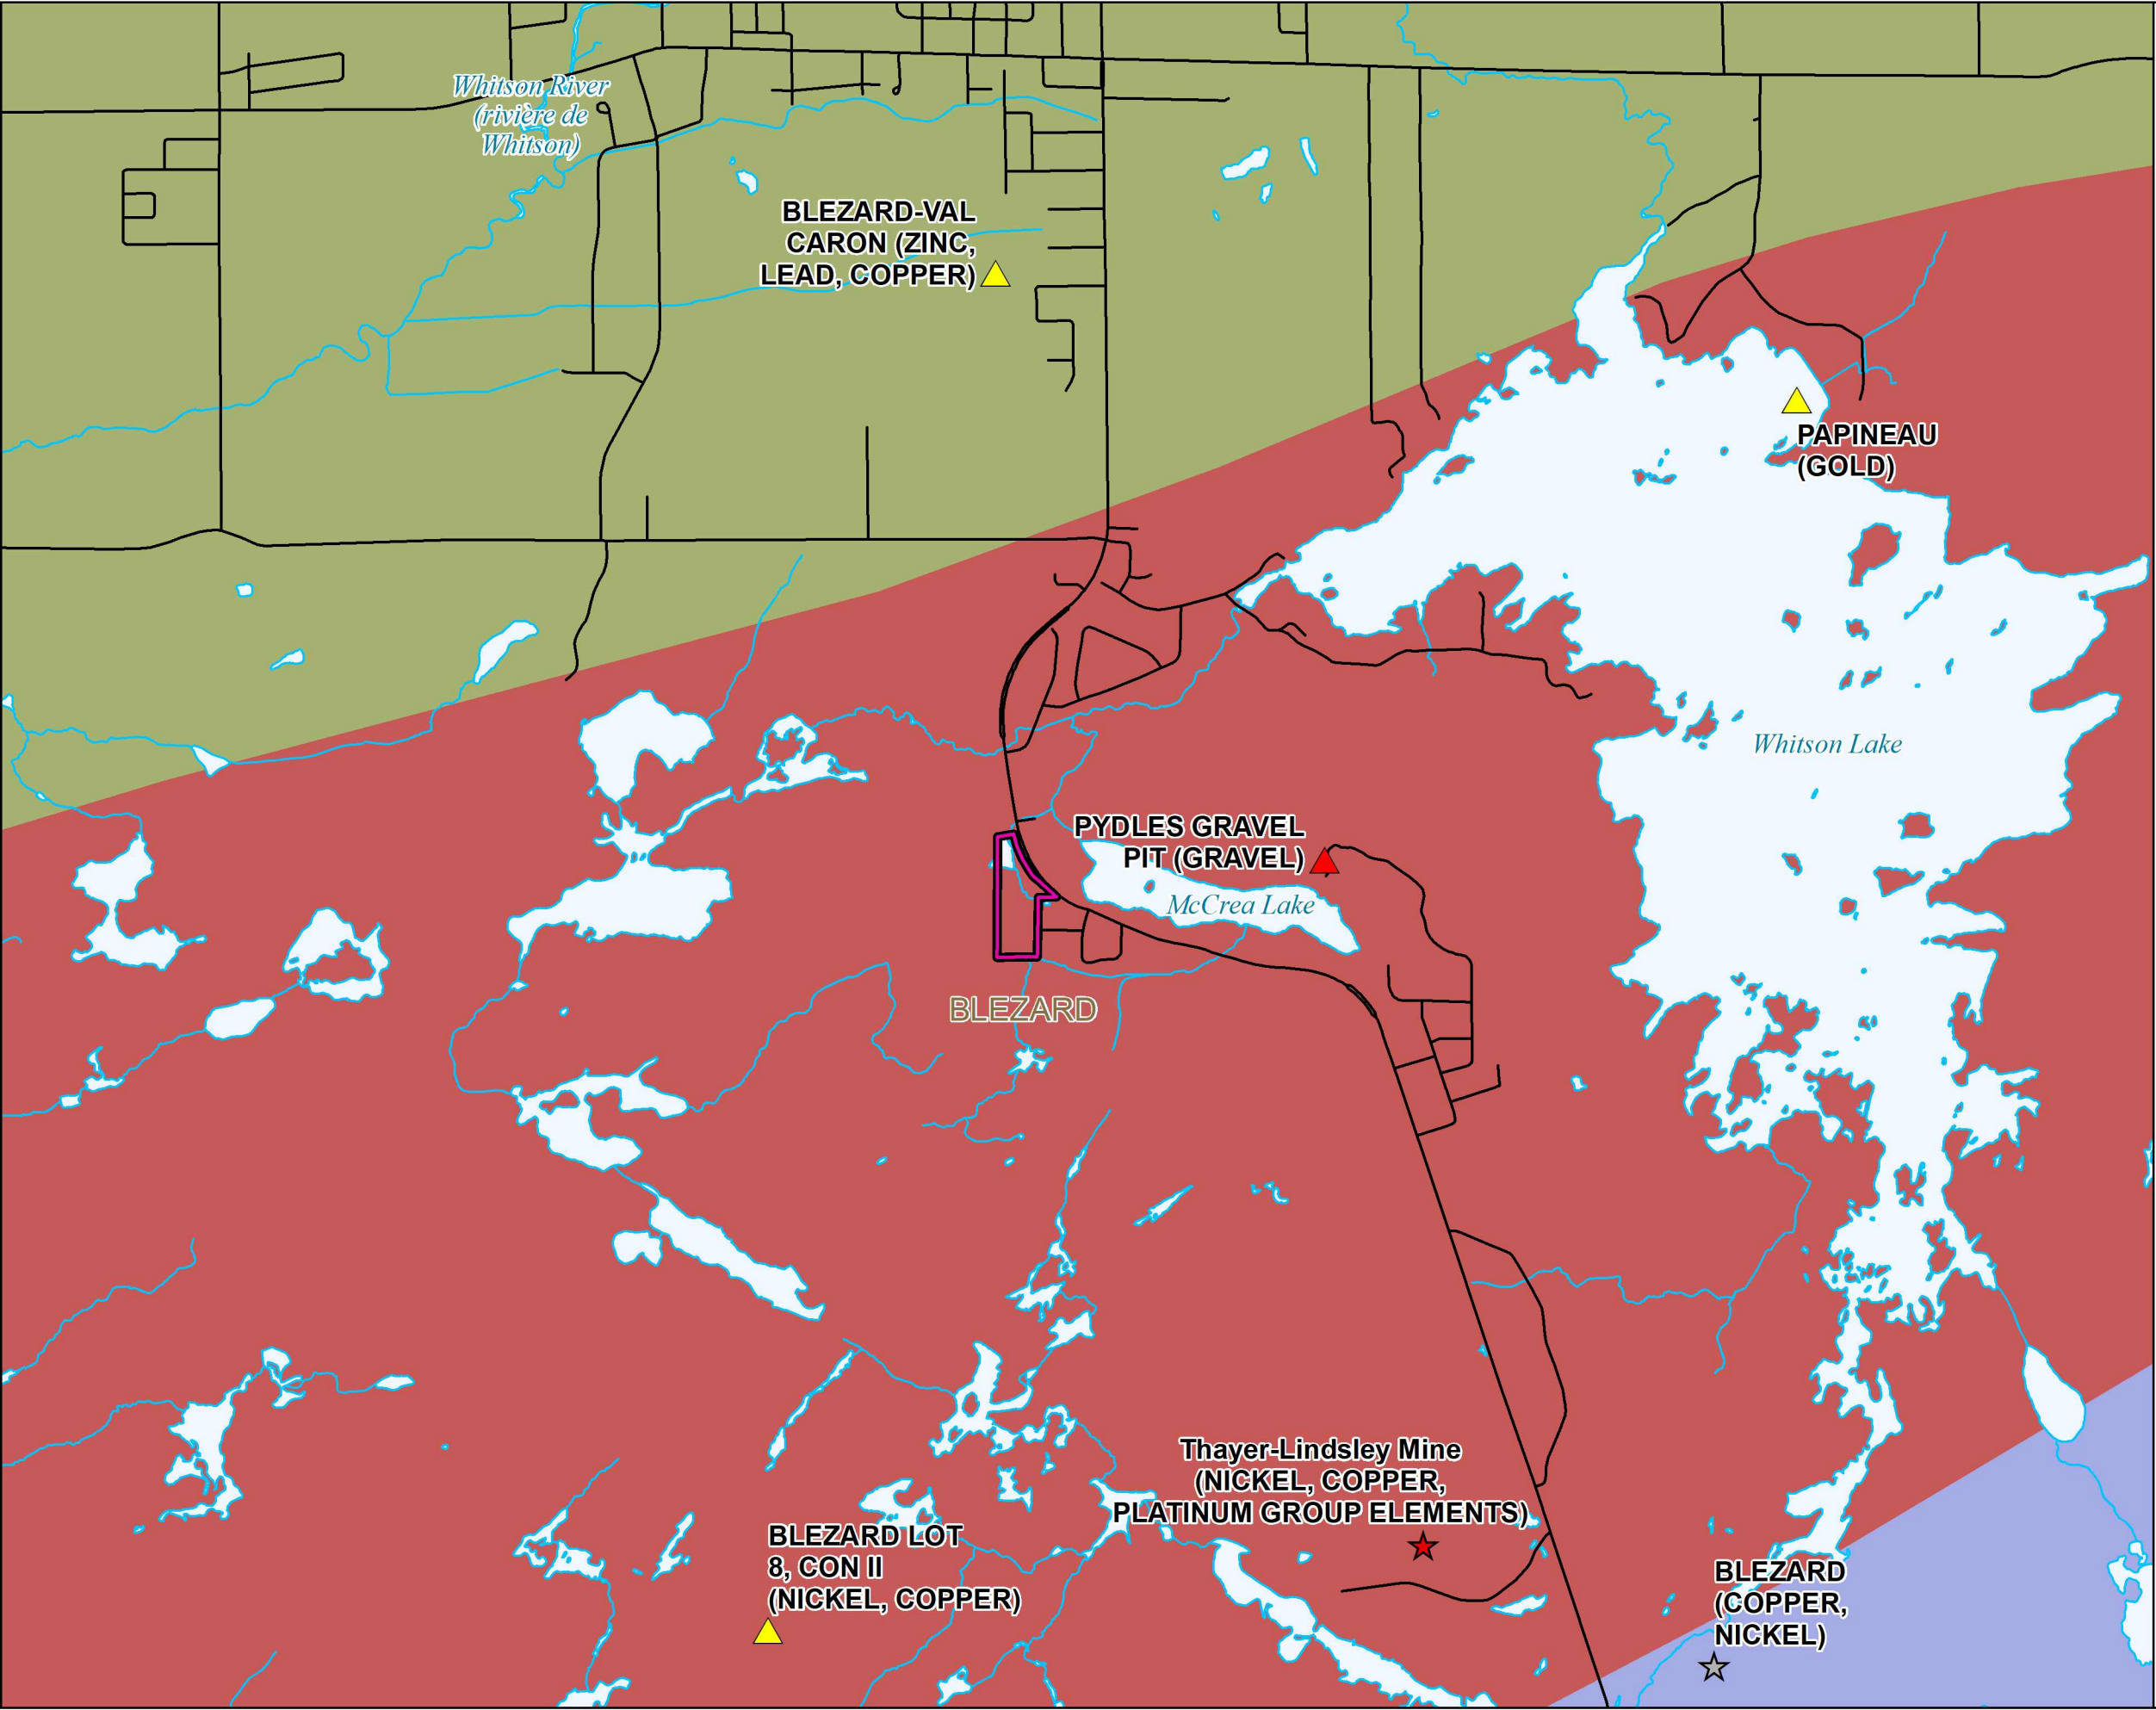 Whitson River
(rivière de
Whitson)
BLEZARD-VAL
CARON (ZINC,
LEAD, COPPER)
PAPINEAU
(GOLD)
Whitson Lake
PYDLES GRAVEL
PIT (GRAVEL)
McCrea Lake
BLEZARD
Thayer-Lindsley Mine
(NICKEL, COPPER,
PLATINUM GROUP ELEMENTS)
BLEZARD LOT
8, CON II
(NICKEL, COPPER)
BLEZARD
(COPPER,
NICKEL)